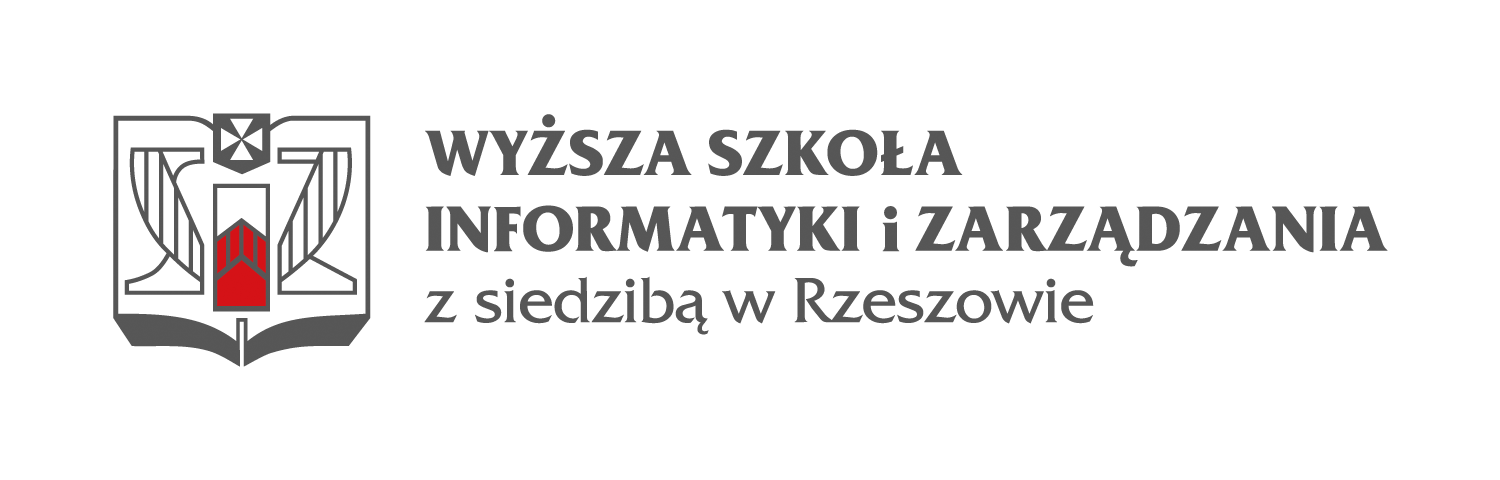 WYŻSZA SZKOŁA
INFORMATYKI i ZARZĄDZANIA
z siedzibą w Rzeszowie